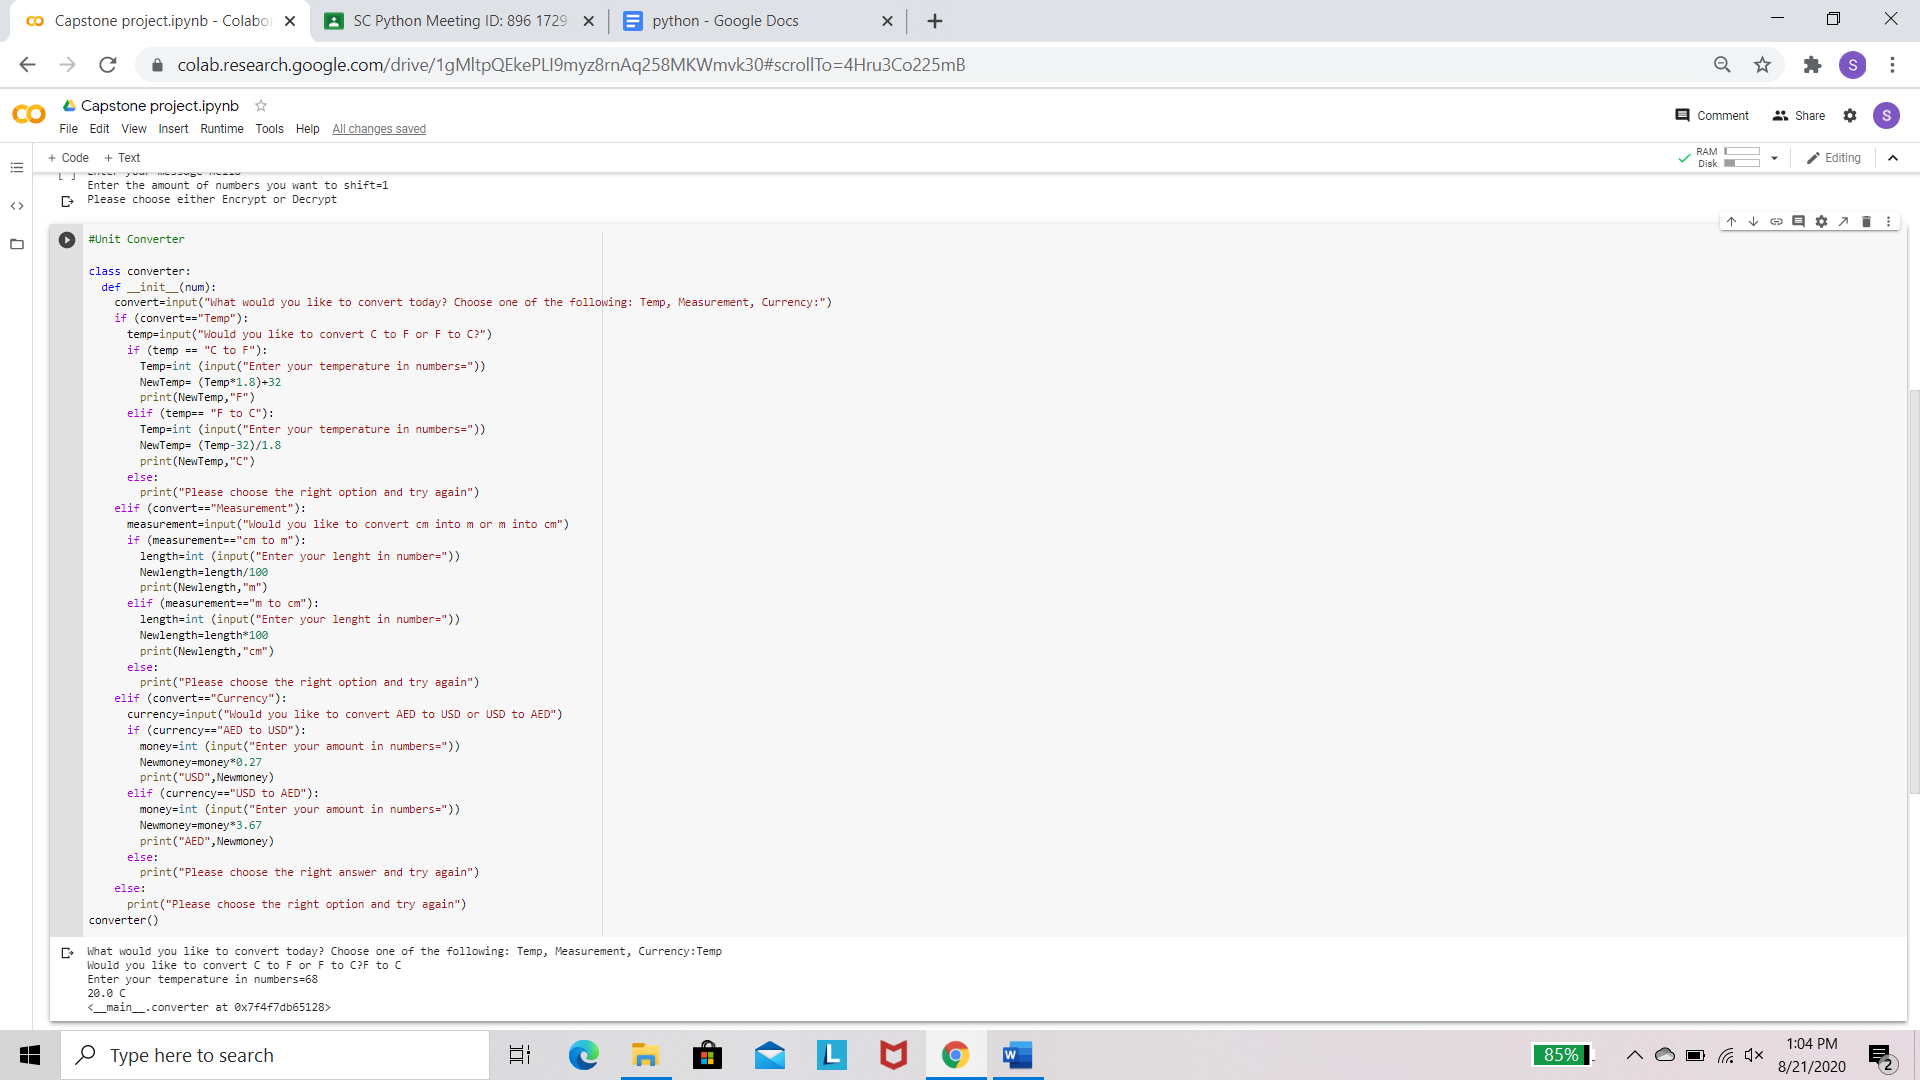 Capstone project.ipynb - Colabor
SC Python Meeting ID: 896 1729
python - Google Docs
colab.research.google.com/drive/1gMltpQEkePLI9myz8rnAq258MKWmvk30#scrollTo=4Hru3Co225mB
S
CO
Capstone project.ipynb
Comment
Share
S
File Edit View Insert Runtime Tools Help All changes saved
+ Code + Text
RAM
Disk
Editing
[ ] Enter your message hello
Enter the amount of numbers you want to shift=1
Please choose either Encrypt or Decrypt
#Unit Converter
class converter:
  def __init__(num):
    convert=input("What would you like to convert today? Choose one of the following: Temp, Measurement, Currency:")
    if (convert=="Temp"):
      temp=input("Would you like to convert C to F or F to C?")
      if (temp == "C to F"):
        Temp=int (input("Enter your temperature in numbers="))
        NewTemp= (Temp*1.8)+32
        print(NewTemp,"F")
      elif (temp== "F to C"):
        Temp=int (input("Enter your temperature in numbers="))
        NewTemp= (Temp-32)/1.8
        print(NewTemp,"C")
      else:
        print("Please choose the right option and try again")
    elif (convert=="Measurement"):
      measurement=input("Would you like to convert cm into m or m into cm")
      if (measurement=="cm to m"):
        length=int (input("Enter your lenght in number="))
        Newlength=length/100
        print(Newlength,"m")
      elif (measurement=="m to cm"):
        length=int (input("Enter your lenght in number="))
        Newlength=length*100
        print(Newlength,"cm")
      else:
        print("Please choose the right option and try again")
    elif (convert=="Currency"):
      currency=input("Would you like to convert AED to USD or USD to AED")
      if (currency=="AED to USD"):
        money=int (input("Enter your amount in numbers="))
        Newmoney=money*0.27
        print("USD",Newmoney)
      elif (currency=="USD to AED"):
        money=int (input("Enter your amount in numbers="))
        Newmoney=money*3.67
        print("AED",Newmoney)
      else:
        print("Please choose the right answer and try again")
    else:
      print("Please choose the right option and try again")
converter()
What would you like to convert today? Choose one of the following: Temp, Measurement, Currency:Temp
Would you like to convert C to F or F to C?F to C
Enter your temperature in numbers=68
20.0 C
<__main__.converter at 0x7f4f7db65128>
Type here to search
L
W
85%
1:04 PM
8/21/2020
2